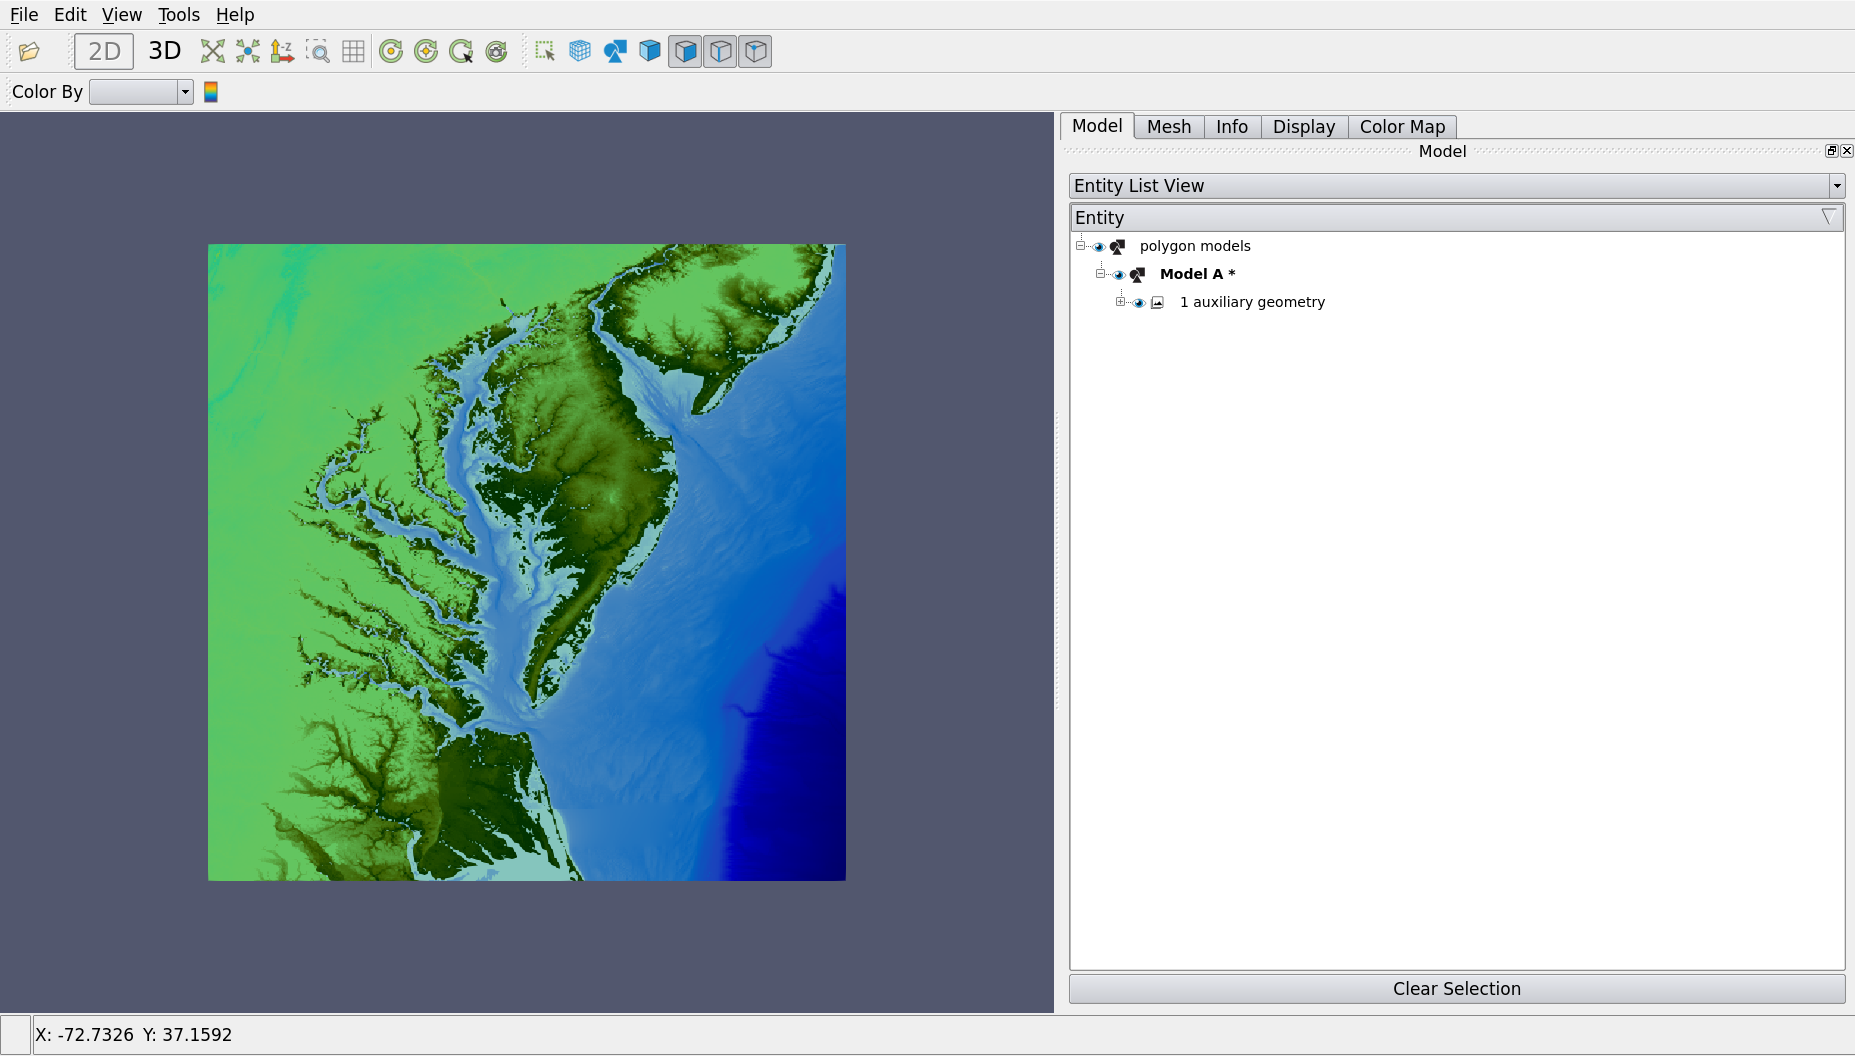 File Edit View Tools Help
2D 3D -Z
Color By
Model Mesh Info Display Color Map
Model
Entity List View
Entity
polygon models
Model A *
1 auxiliary geometry
Clear Selection
X: -72.7326 Y: 37.1592